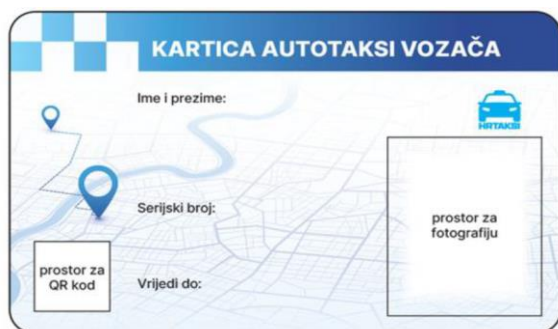 KARTICA AUTOTAKSI VOZAČA
Ime i prezime:
HRTAKSI
Serijski broj:
prostor za
fotografiju
prostor za
QR kod
Vrijedi do: